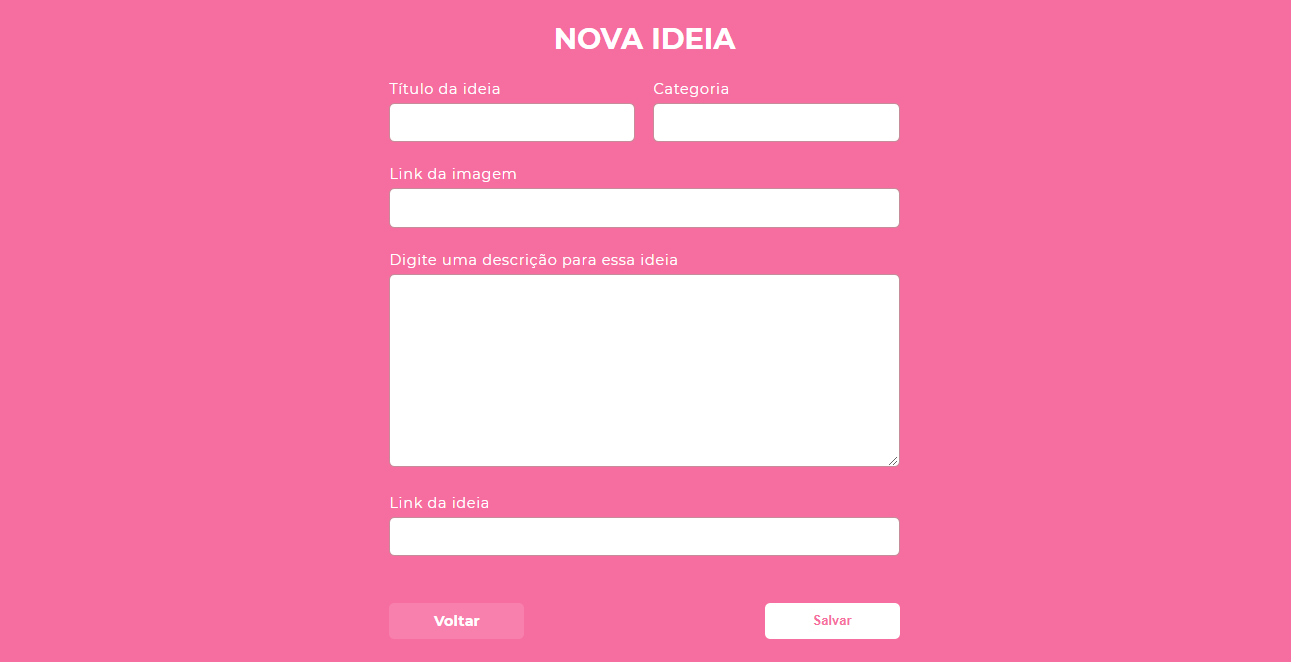 NOVA IDEIA
Título da ideia
Categoria
Link da imagem
Digite uma descrição para essa ideia
Link da ideia
Voltar
Salvar